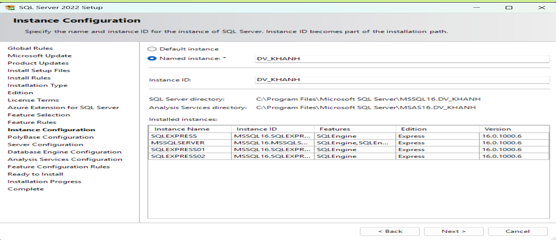 SQL Server 2022 Setup
Instance Configuration
Specify the name and instance ID for the instance of SQL Server. Instance ID becomes part of the installation path.
Global Rules
Microsoft Update
Product Updates
Install Setup Files
Install Rules
Installation Type
Edition
License Terms
Azure Extension for SQL Server
Feature Selection
Feature Rules
Instance Configuration
PolyBase Configuration
Server Configuration
Database Engine Configuration
Analysis Services Configuration
Feature Configuration Rules
Ready to Install
Installation Progress
Complete
Default instance
Named instance: * DV_KHANH
Instance ID: DV_KHANH
SQL Server directory: C:\Program Files\Microsoft SQL Server\MSSQL16.DV_KHANH
Analysis Services directory: C:\Program Files\Microsoft SQL Server\MSAS16.DV_KHANH
Installed instances:
Instance Name Instance ID Features Edition Version
SQLEXPRESS MSSQL16.SQLEXPR... SQLEngine Express 16.0.1000.6
MSSQLSERVER MSSQL16.MSSQLS... SQLEngine,SQLEn... Express 16.0.1000.6
SQLEXPRESS01 MSSQL16.SQLEXPR... SQLEngine Express 16.0.1000.6
SQLEXPRESS02 MSSQL16.SQLEXPR... SQLEngine Express 16.0.1000.6
< Back Next > Cancel